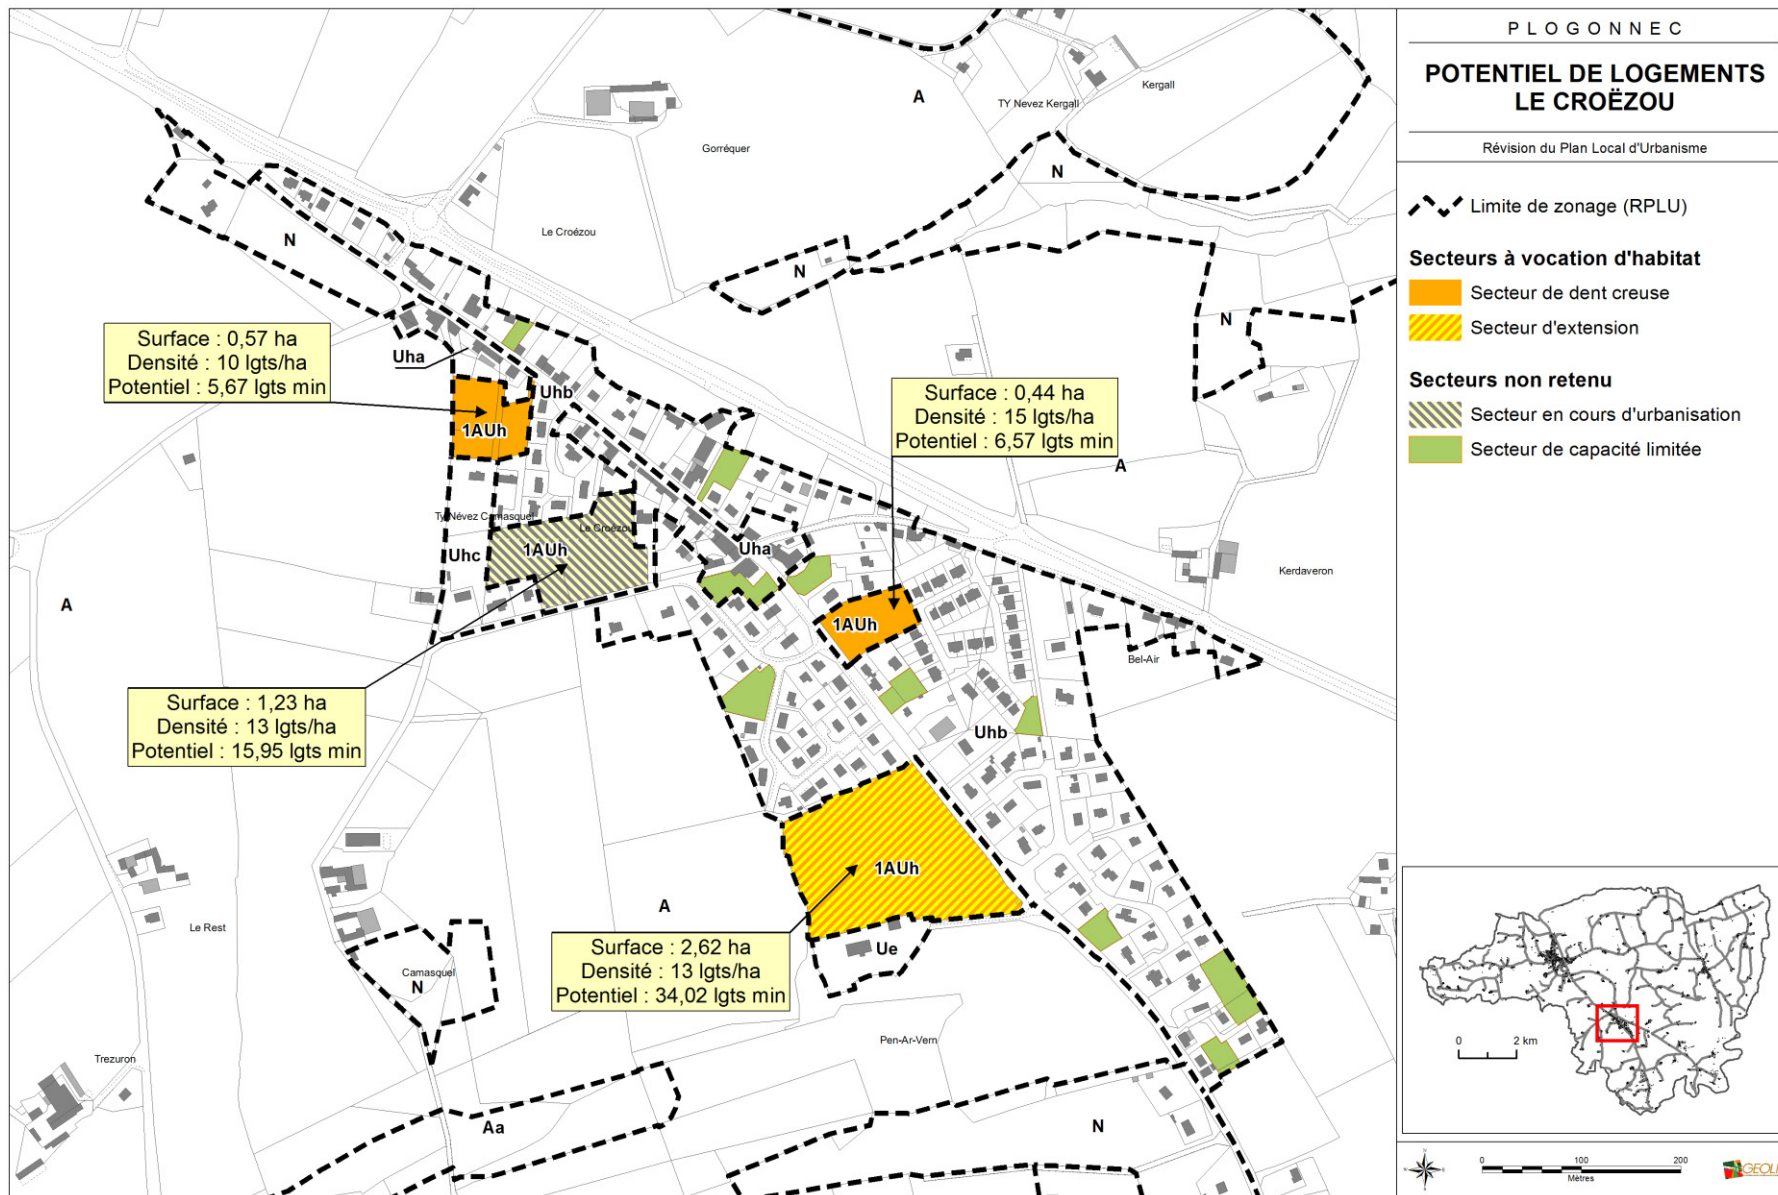 PLOGONNEC
POTENTIEL DE LOGEMENTS
LE CROËZOU
Révision du Plan Local d'Urbanisme
Limite de zonage (RPLU)
Secteurs à vocation d'habitat
Secteur de dent creuse
Secteur d'extension
Secteurs non retenu
Secteur en cours d'urbanisation
Secteur de capacité limitée
Kergall
TY Nevez Kergall
A
Gorréquer
N
Le Croézou
N
N
N
Surface : 0,57 ha
Densité : 10 lgts/ha
Potentiel : 5,67 lgts min
Uha
Uhb
1AUh
Surface : 0,44 ha
Densité : 15 lgts/ha
Potentiel : 6,57 lgts min
A
Ty Névez Camasquel
Le Croëzou
Uhc
1AUh
Uha
Kerdaveron
A
1AUh
Bel-Air
Surface : 1,23 ha
Densité : 13 lgts/ha
Potentiel : 15,95 lgts min
Uhb
1AUh
A
Le Rest
Surface : 2,62 ha
Densité : 13 lgts/ha
Potentiel : 34,02 lgts min
Ue
Camasquel
N
Pen-Ar-Vern
Trezuron
Aa
N
0 2 km
0 100 200
Mètres